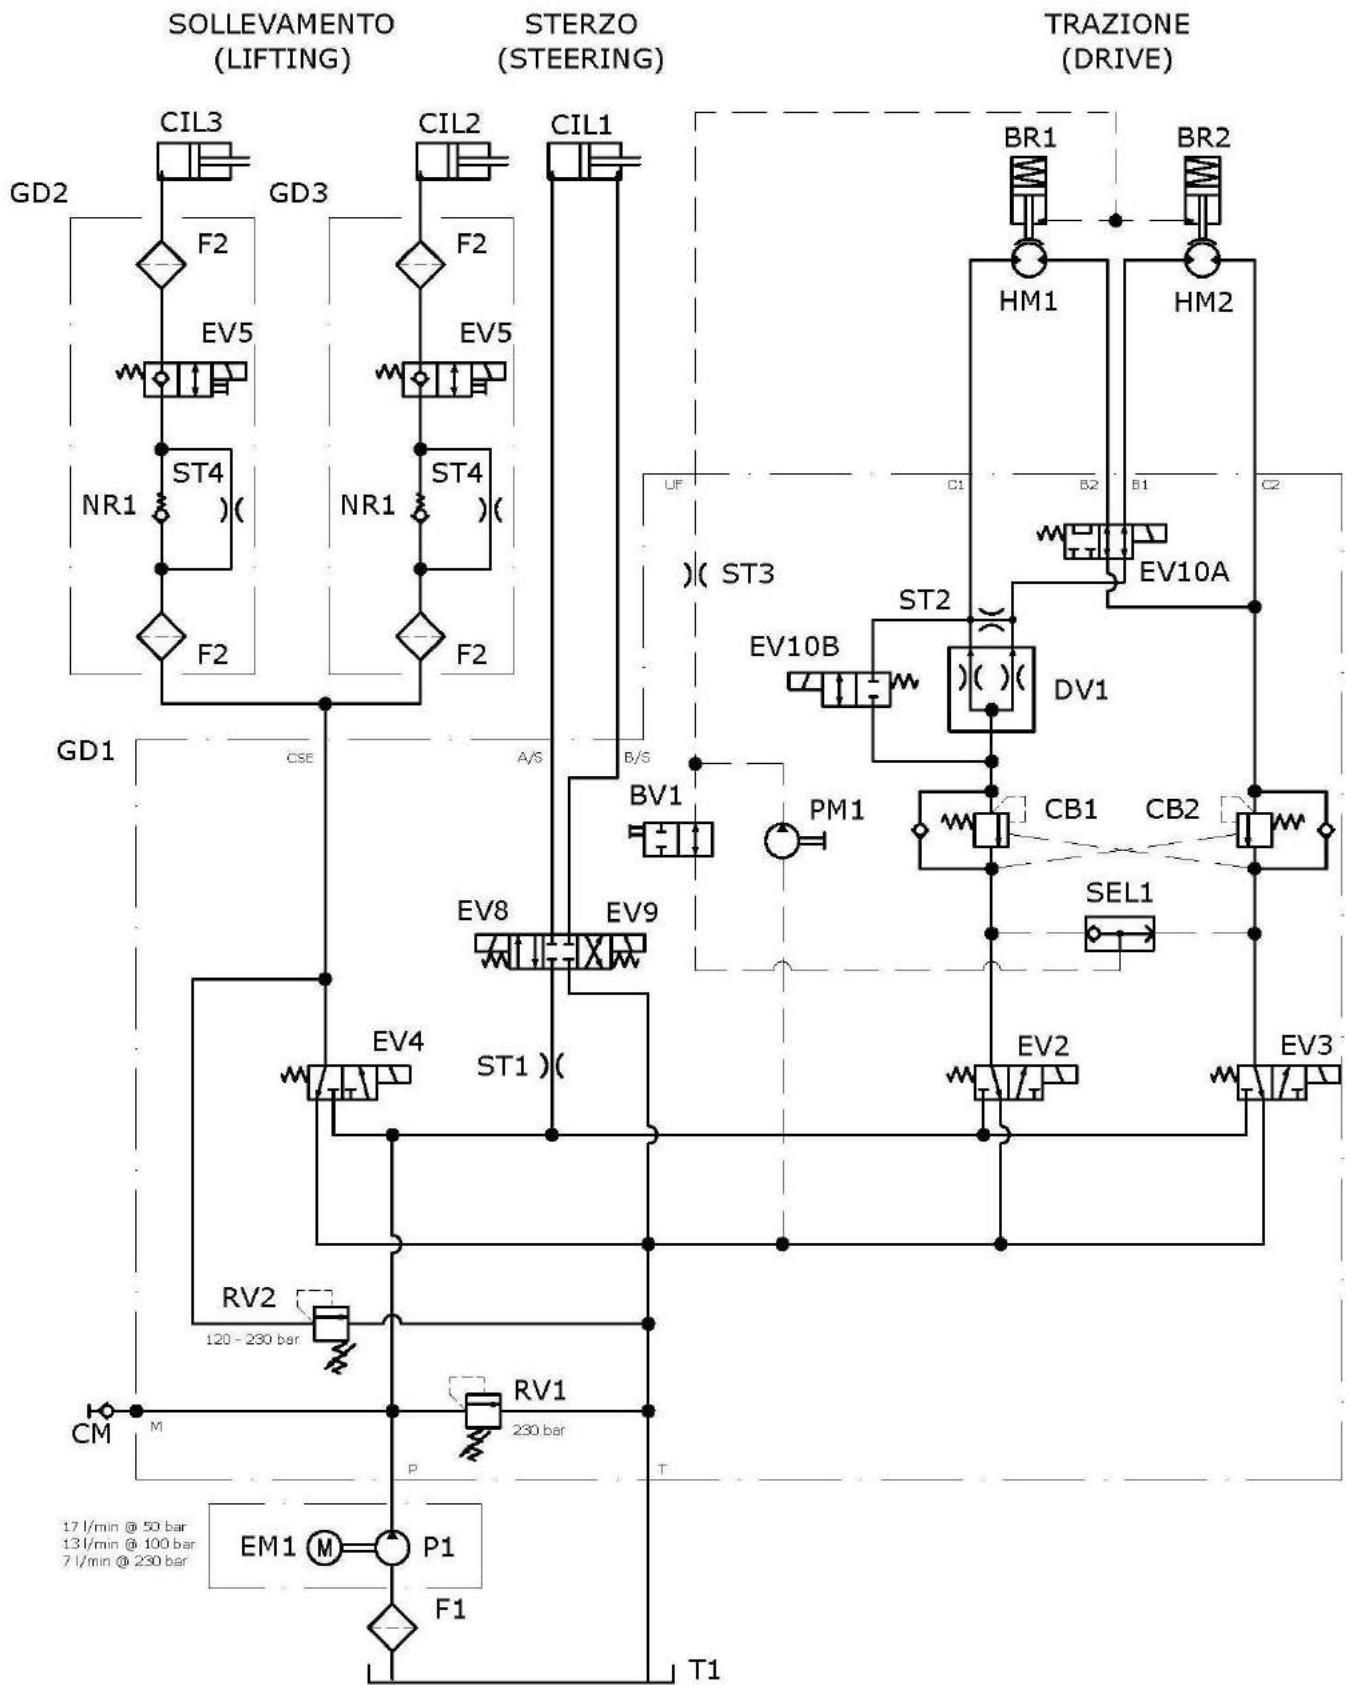 SOLLEVAMENTO
(LIFTING)
STERZO
(STEERING)
TRAZIONE
(DRIVE)
CIL3
CIL2
CIL1
BR1
BR2
GD2
GD3
F2
F2
HM1
HM2
EV5
EV5
ST4
ST4
NR1
NR1
UF
C1
B2
B1
C2
EV10A
ST3
ST2
F2
F2
EV10B
DV1
GD1
CSE
A/S
B/S
BV1
PM1
CB1
CB2
SEL1
EV8
EV9
EV4
ST1
EV2
EV3
RV2
120 - 230 bar
RV1
230 bar
CM
M
P
T
17 l/min @ 50 bar
13 l/min @ 100 bar
7 l/min @ 230 bar
EM1
M
P1
F1
T1